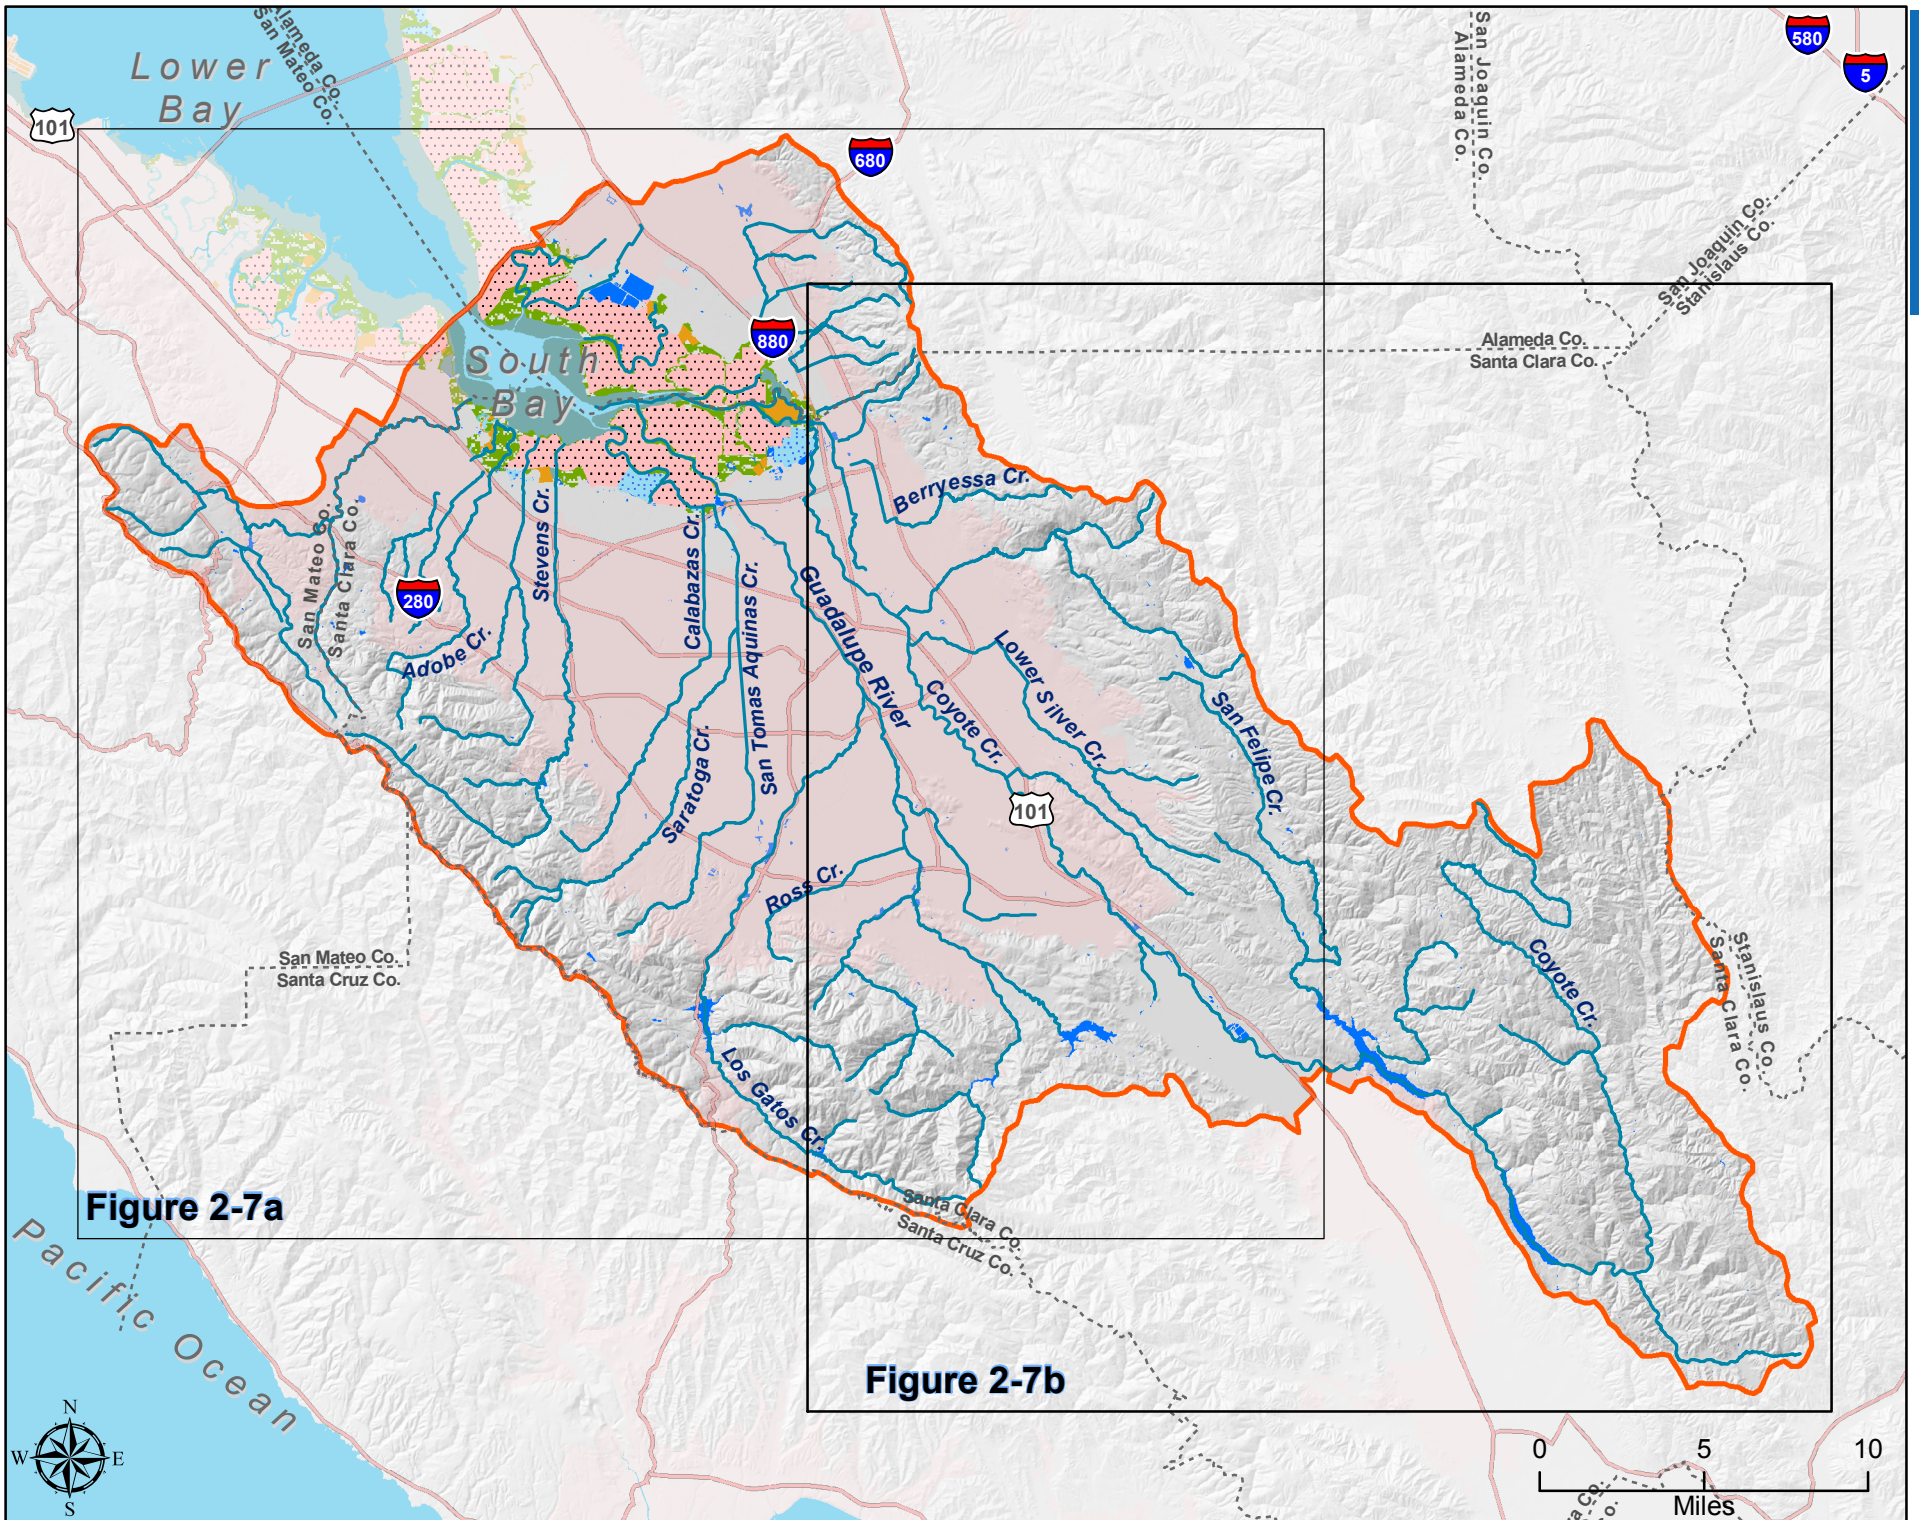 Lower
Bay
Alameda Co.
San Mateo Co.
San Joaquin Co.
Alameda Co.
580
5
101
680
San Joaquin Co.
Stanislaus Co.
880
Alameda Co.
Santa Clara Co.
South
Bay
Berryessa Cr.
Stevens Cr.
Calabazas Cr.
San Tomas Aquinas Cr.
Guadalupe River
San Mateo Co.
Santa Clara Co.
280
Adobe Cr.
Lower Silver Cr.
Coyote Cr.
San Felipe Cr.
Saratoga Cr.
101
Ross Cr.
San Mateo Co.
Santa Cruz Co.
Coyote Cr.
Stanislaus Co.
Santa Clara Co.
Los Gatos Cr.
Figure 2-7a
Santa Clara Co.
Santa Cruz Co.
Pacific Ocean
Figure 2-7b
N
W E
S
0 5 10
Miles
Co.